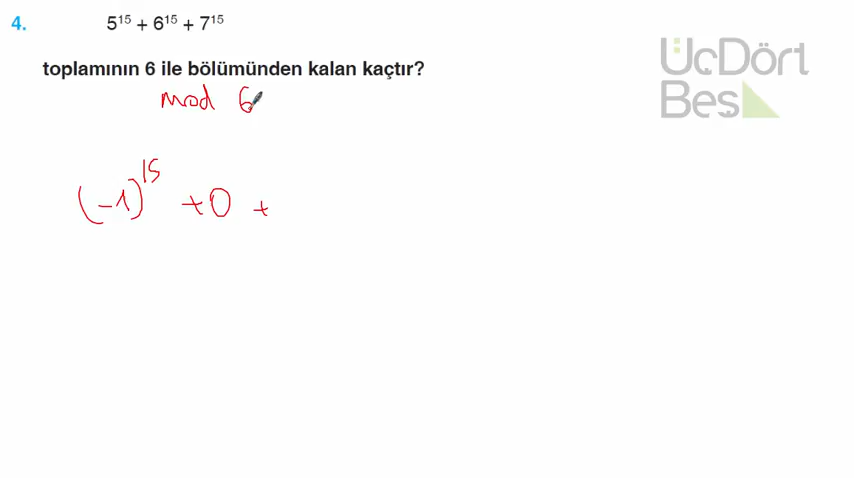 4. 5¹⁵ + 6¹⁵ + 7¹⁵
toplamının 6 ile bölümünden kalan kaçtır?
mod 6
(-1)¹⁵ +0 +
ÜçDört
Beş